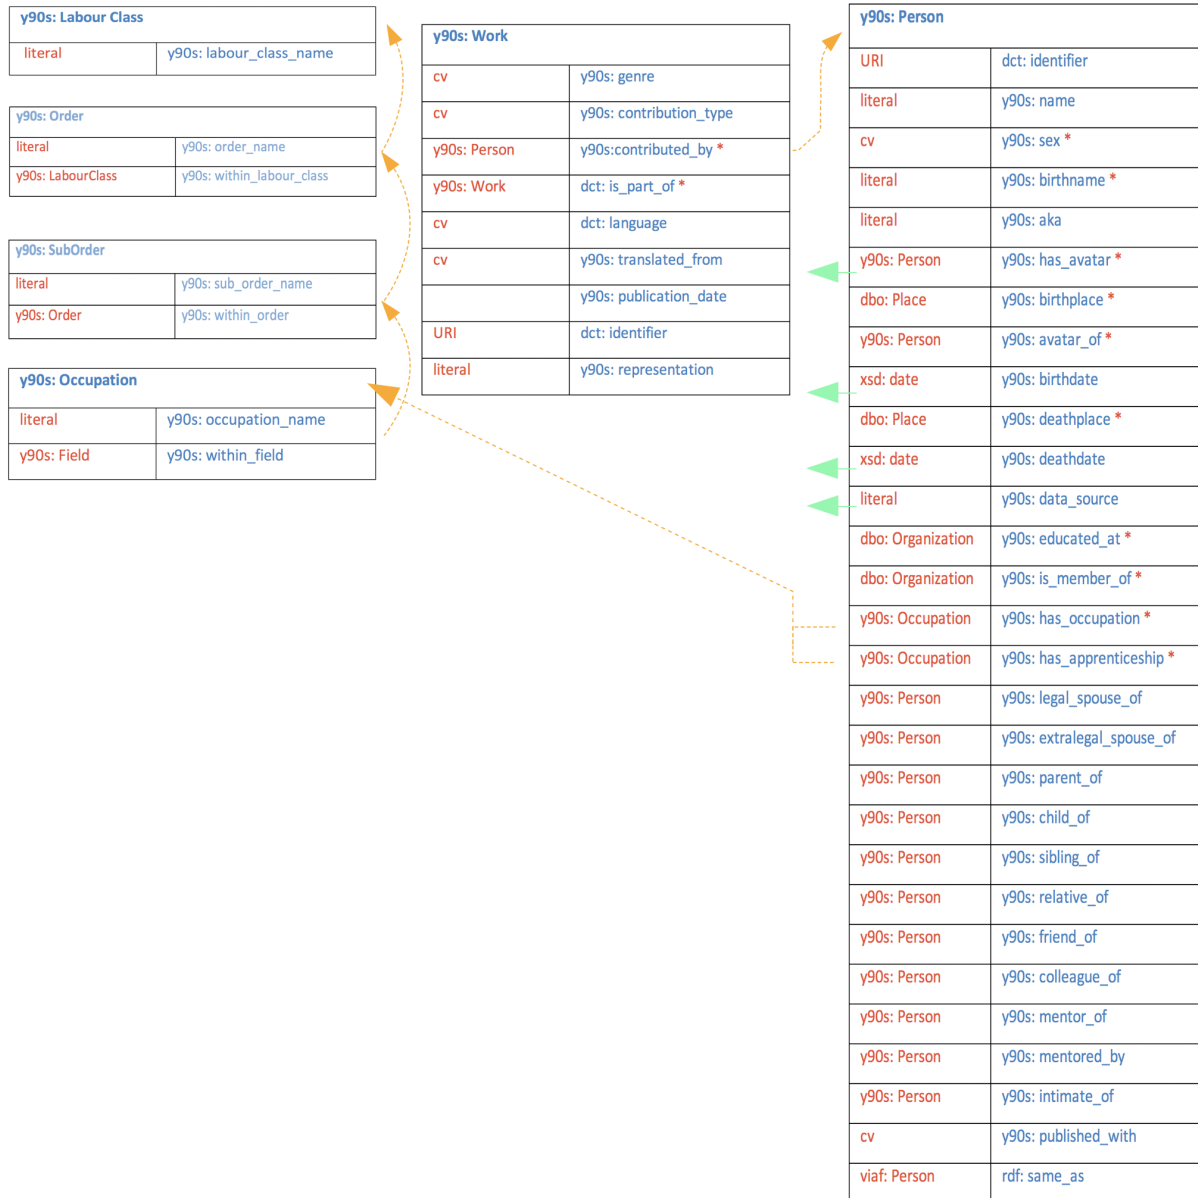 y90s: Labour Class
literal y90s: labour_class_name
y90s: Order
literal y90s: order_name
y90s: LabourClass y90s: within_labour_class
y90s: SubOrder
literal y90s: sub_order_name
y90s: Order y90s: within_order
y90s: Occupation
literal y90s: occupation_name
y90s: Field y90s: within_field
y90s: Work
cv y90s: genre
cv y90s: contribution_type
y90s: Person y90s:contributed_by *
y90s: Work dct: is_part_of *
cv dct: language
cv y90s: translated_from
y90s: publication_date
URI dct: identifier
literal y90s: representation
y90s: Person
URI dct: identifier
literal y90s: name
cv y90s: sex *
literal y90s: birthname *
literal y90s: aka
y90s: Person y90s: has_avatar *
dbo: Place y90s: birthplace *
y90s: Person y90s: avatar_of *
xsd: date y90s: birthdate
dbo: Place y90s: deathplace *
xsd: date y90s: deathdate
literal y90s: data_source
dbo: Organization y90s: educated_at *
dbo: Organization y90s: is_member_of *
y90s: Occupation y90s: has_occupation *
y90s: Occupation y90s: has_apprenticeship *
y90s: Person y90s: legal_spouse_of
y90s: Person y90s: extralegal_spouse_of
y90s: Person y90s: parent_of
y90s: Person y90s: child_of
y90s: Person y90s: sibling_of
y90s: Person y90s: relative_of
y90s: Person y90s: friend_of
y90s: Person y90s: colleague_of
y90s: Person y90s: mentor_of
y90s: Person y90s: mentored_by
y90s: Person y90s: intimate_of
cv y90s: published_with
viaf: Person rdf: same_as